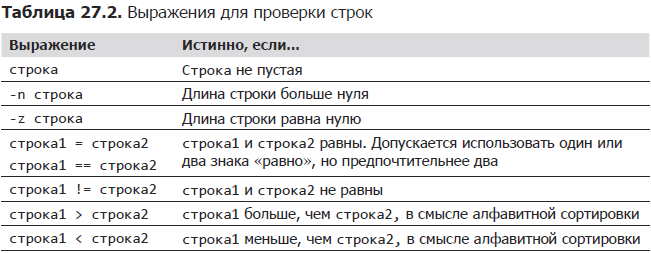 Таблица 27.2. Выражения для проверки строк
Выражение Истинно, если...
строка Строка не пустая
-n строка Длина строки больше нуля
-z строка Длина строки равна нулю
строка1 = строка2 строка1 и строка2 равны. Допускается использовать один или
строка1 == строка2 два знака «равно», но предпочтительнее два
строка1 != строка2 строка1 и строка2 не равны
строка1 > строка2 строка1 больше, чем строка2, в смысле алфавитной сортировки
строка1 < строка2 строка1 меньше, чем строка2, в смысле алфавитной сортировки